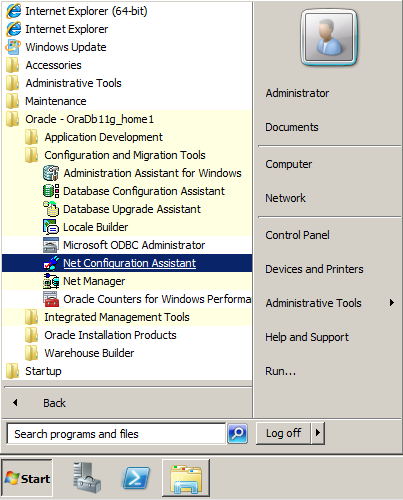 Internet Explorer (64-bit)
Internet Explorer
Windows Update
Accessories
Administrative Tools
Maintenance
Oracle - OraDb11g_home1
Application Development
Configuration and Migration Tools
Administration Assistant for Windows
Database Configuration Assistant
Database Upgrade Assistant
Locale Builder
Microsoft ODBC Administrator
Net Configuration Assistant
Net Manager
Oracle Counters for Windows Performa
Integrated Management Tools
Oracle Installation Products
Warehouse Builder
Startup
Back
Search programs and files
Administrator
Documents
Computer
Network
Control Panel
Devices and Printers
Administrative Tools
Help and Support
Run...
Log off
Start